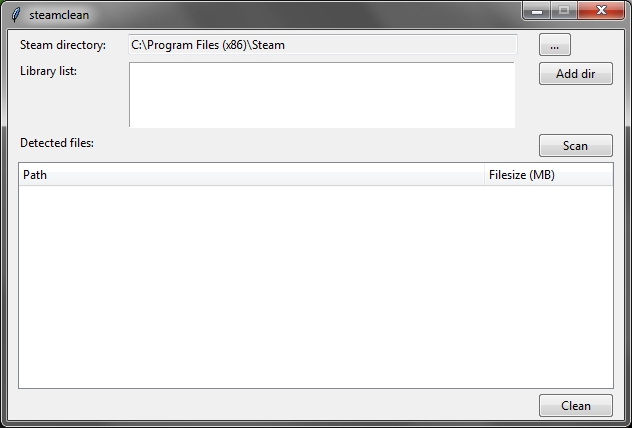 steamclean
Steam directory: C:\Program Files (x86)\Steam ...
Library list: Add dir
Detected files: Scan
Path Filesize (MB)
Clean